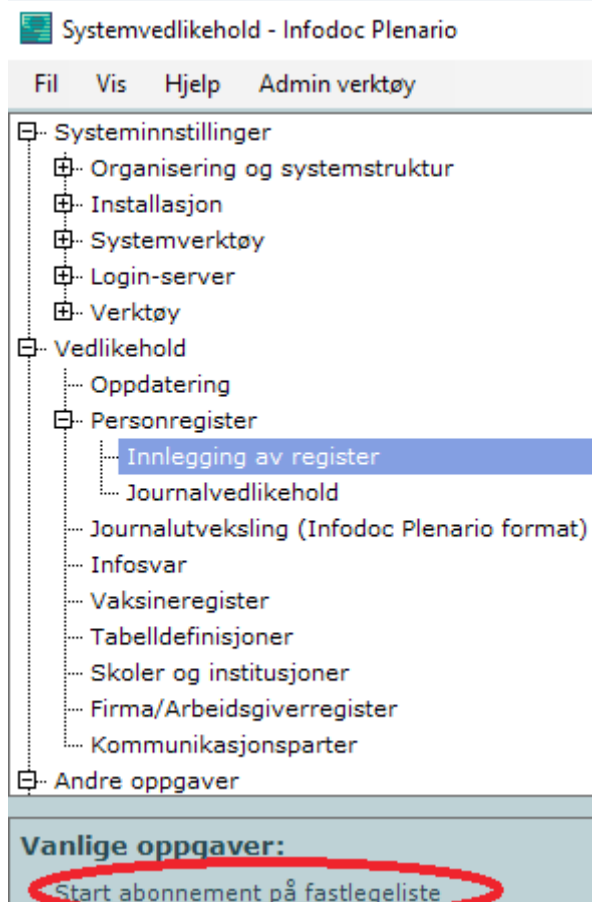 Systemvedlikehold - Infodoc Plenario
Fil Vis Hjelp Admin verktøy
Systeminnstillinger
Organisering og systemstruktur
Installasjon
Systemverktøy
Login-server
Verktøy
Vedlikehold
Oppdatering
Personregister
Innlegging av register
Journalvedlikehold
Journalutveksling (Infodoc Plenario format)
Infosvar
Vaksineregister
Tabelldefinisjoner
Skoler og institusjoner
Firma/Arbeidsgiverregister
Kommunikasjonsparter
Andre oppgaver
Vanlige oppgaver:
Start abonnement på fastlegeliste